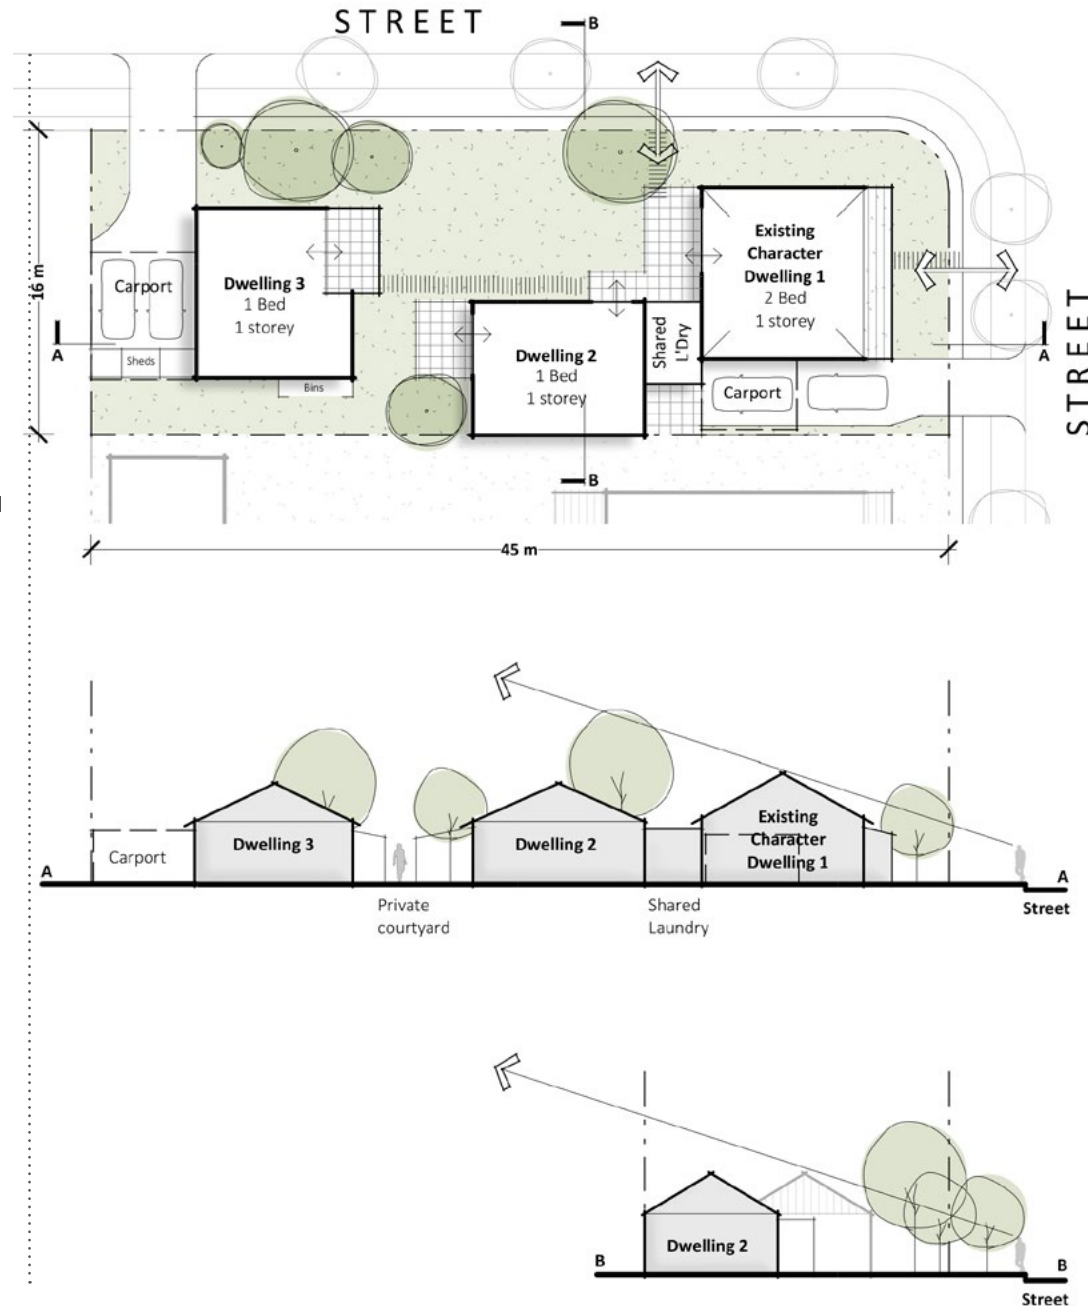 STREET
B
Existing
Character
Dwelling 1
2 Bed
1 storey
16 m
Carport
Dwelling 3
1 Bed
1 storey
STREET
A
Sheds
Bins
Dwelling 2
1 Bed
1 storey
Shared
L'Dry
A
Carport
B
45 m
Dwelling 3
Dwelling 2
Existing
Character
Dwelling 1
Carport
A
A
Private
courtyard
Shared
Laundry
Street
Dwelling 2
B
B
Street